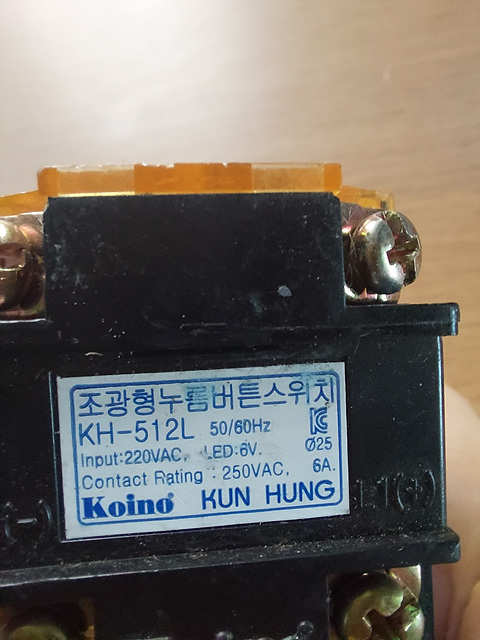 조광형누름버튼스위치
KH-512L 50/60Hz
Input:220VAC, LED:6V. Ø25
Contact Rating : 250VAC, 6A.
Koino KUN HUNG
(-)
(+)